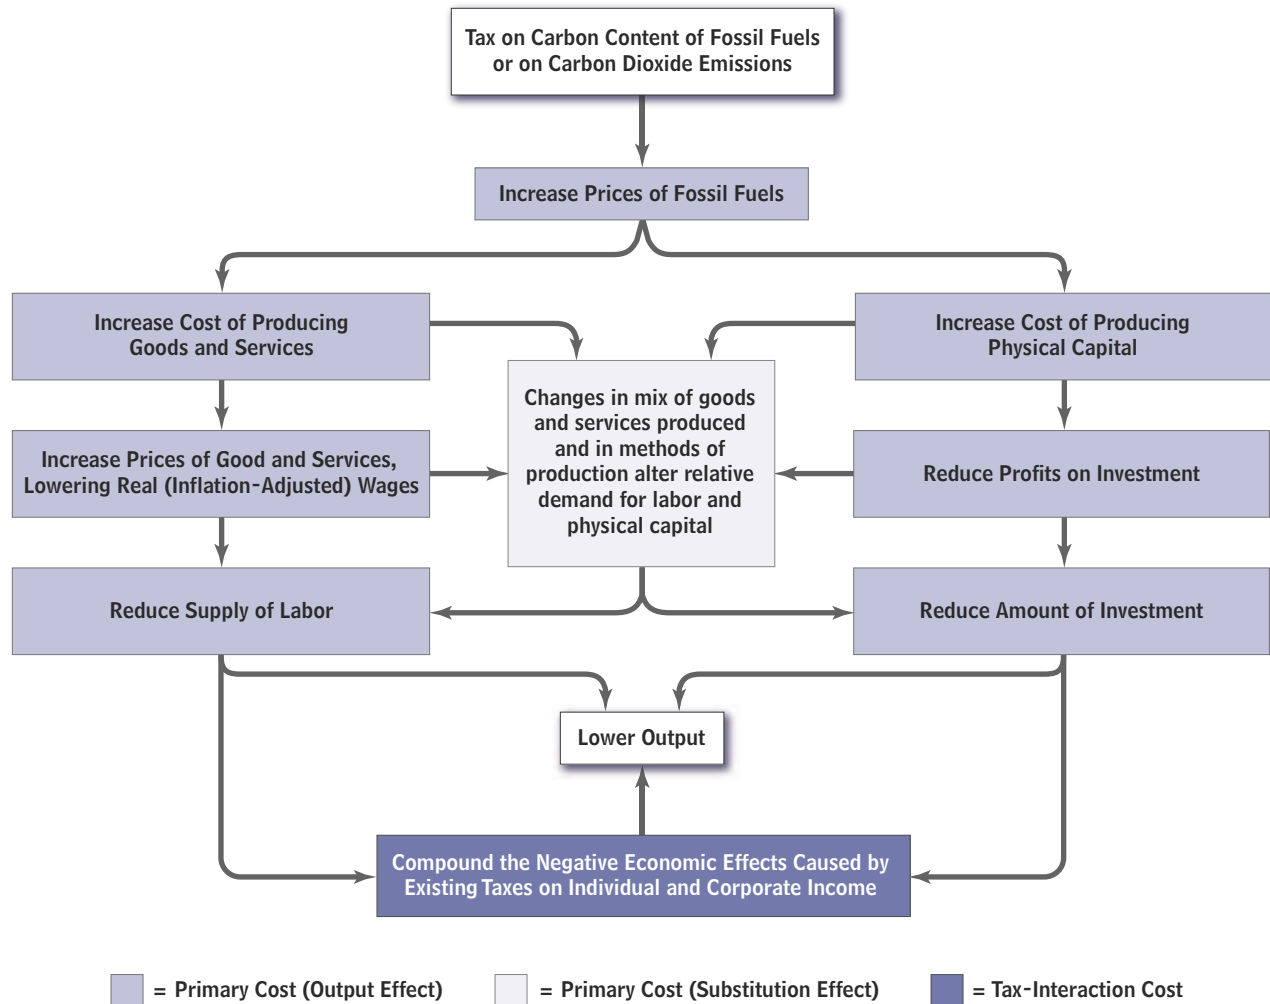 Tax on Carbon Content of Fossil Fuels
or on Carbon Dioxide Emissions
Increase Prices of Fossil Fuels
Increase Cost of Producing
Goods and Services
Increase Cost of Producing
Physical Capital
Changes in mix of goods
and services produced
and in methods of
production alter relative
demand for labor and
physical capital
Increase Prices of Good and Services,
Lowering Real (Inflation-Adjusted) Wages
Reduce Profits on Investment
Reduce Supply of Labor
Reduce Amount of Investment
Lower Output
Compound the Negative Economic Effects Caused by
Existing Taxes on Individual and Corporate Income
= Primary Cost (Output Effect)
= Primary Cost (Substitution Effect)
= Tax-Interaction Cost